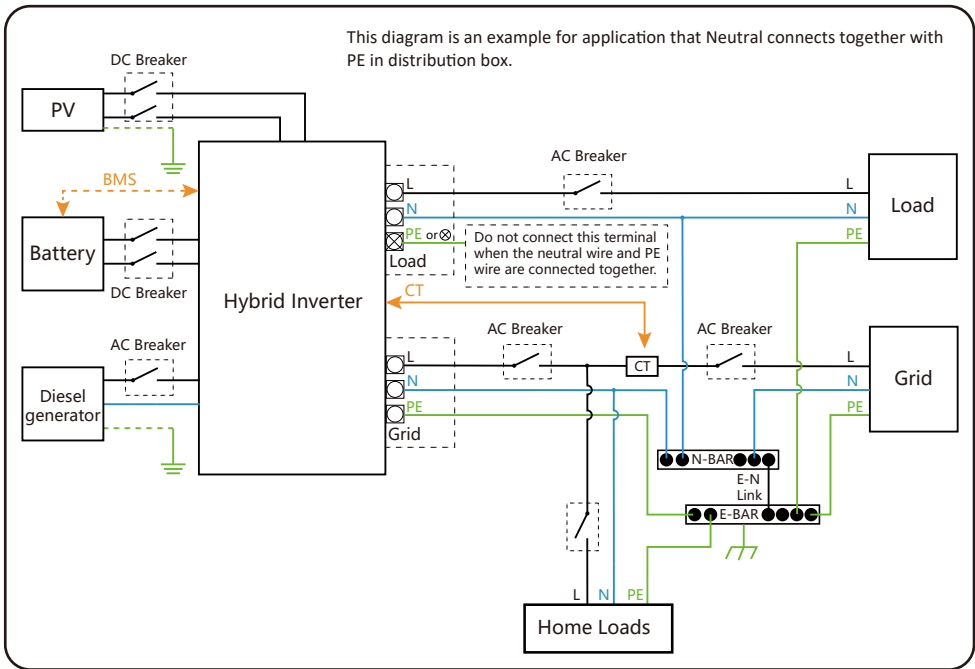 This diagram is an example for application that Neutral connects together with
PE in distribution box.
DC Breaker
PV
BMS
Battery
DC Breaker
AC Breaker
Diesel
generator
Hybrid Inverter
L
N
PE or
Load
Do not connect this terminal
when the neutral wire and PE
wire are connected together.
AC Breaker
L
N
PE
Load
CT
AC Breaker
CT
AC Breaker
L
N
PE
Grid
L
N
PE
Grid
N-BAR
E-N
Link
E-BAR
L N PE
Home Loads